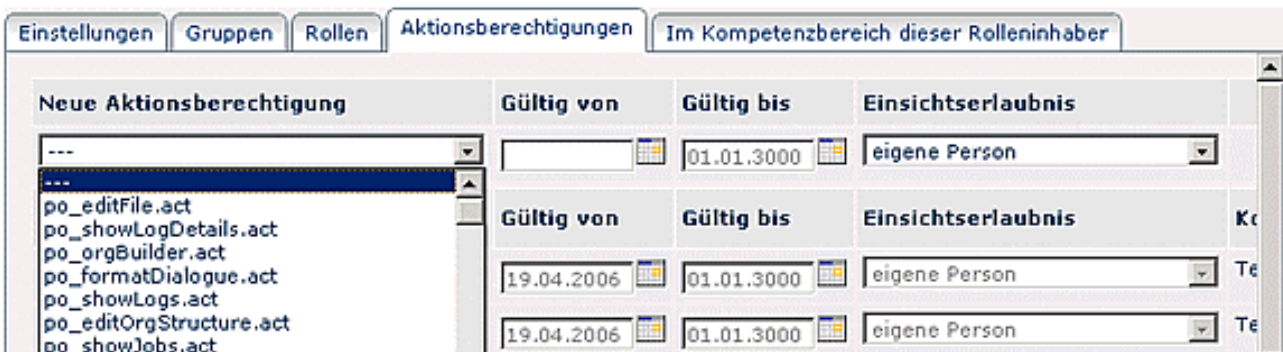 Einstellungen Gruppen Rollen Aktionsberechtigungen Im Kompetenzbereich dieser Rolleninhaber
Neue Aktionsberechtigung Gültig von Gültig bis Einsichtserlaubnis
--- 01.01.3000 eigene Person
---
po_editFile.act
po_showLogDetails.act Gültig von Gültig bis Einsichtserlaubnis
po_orgBuilder.act
po_formatDialogue.act 19.04.2006 01.01.3000 eigene Person Te
po_showLogs.act
po_editOrgStructure.act 19.04.2006 01.01.3000 eigene Person Te
po_showJobs.act